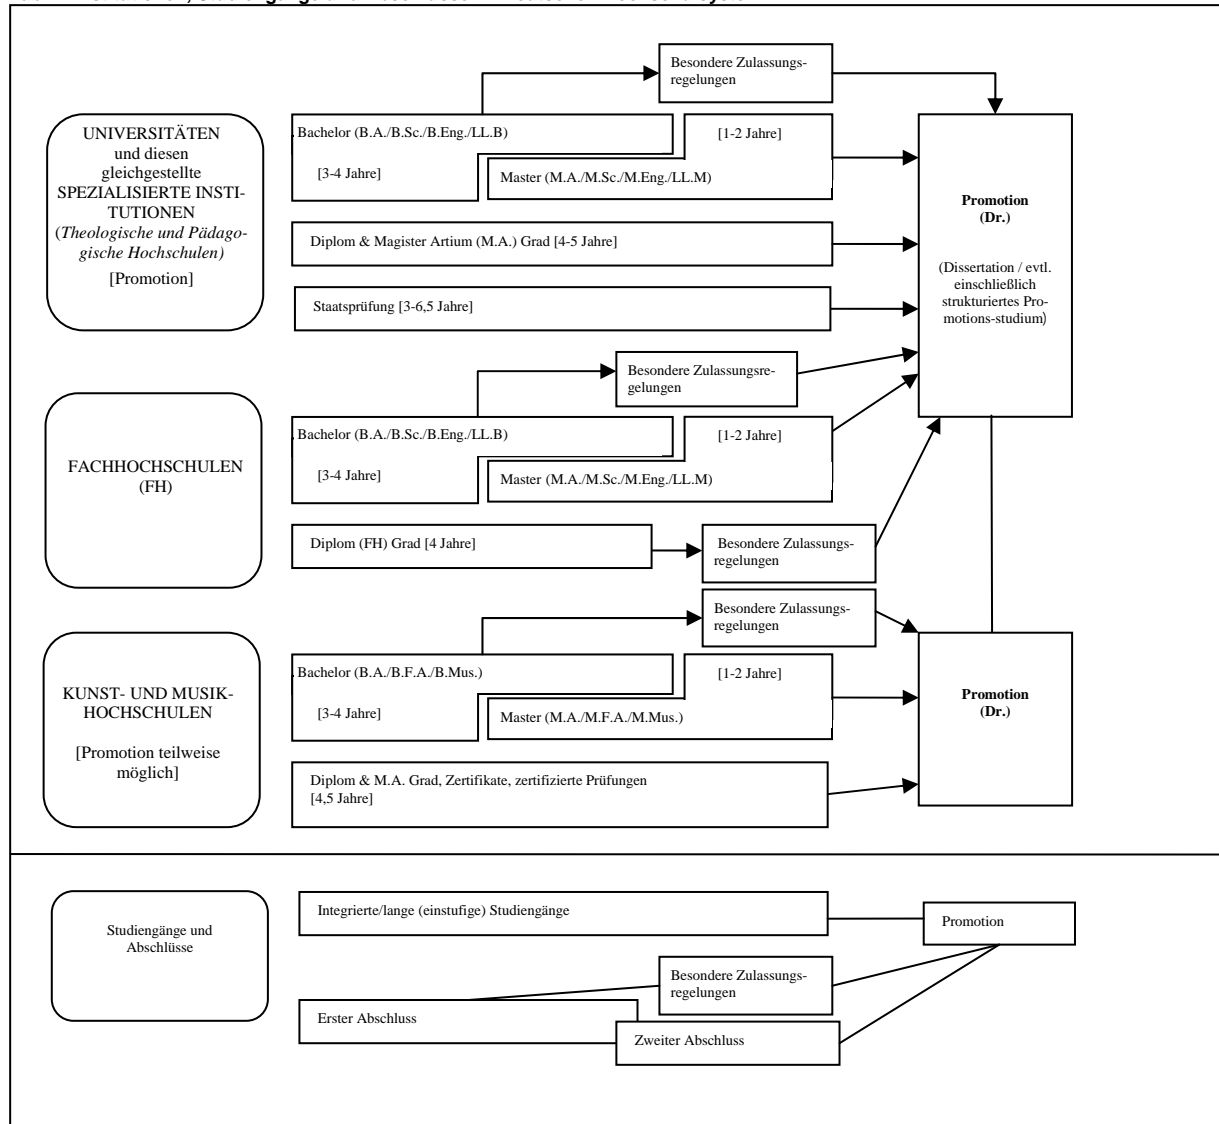 Besondere Zulassungs-
regelungen
UNIVERSITÄTEN
und diesen
gleichgestellte
SPEZIALISIERTE INSTI-
TUTIONEN
(Theologische und Pädago-
gische Hochschulen)
[Promotion]
Bachelor (B.A./B.Sc./B.Eng./LL.B)
[3-4 Jahre]
[1-2 Jahre]
Master (M.A./M.Sc./M.Eng./LL.M)
Diplom & Magister Artium (M.A.) Grad [4-5 Jahre]
Staatsprüfung [3-6,5 Jahre]
Promotion
(Dr.)
(Dissertation / evtl.
einschließlich
strukturiertes Pro-
motions-studium)
Besondere Zulassungsre-
gelungen
FACHHOCHSCHULEN
(FH)
Bachelor (B.A./B.Sc./B.Eng./LL.B)
[3-4 Jahre]
[1-2 Jahre]
Master (M.A./M.Sc./M.Eng./LL.M)
Diplom (FH) Grad [4 Jahre]
Besondere Zulassungs-
regelungen
Besondere Zulassungs-
regelungen
KUNST- UND MUSIK-
HOCHSCHULEN
[Promotion teilweise
möglich]
Bachelor (B.A./B.F.A./B.Mus.)
[3-4 Jahre]
[1-2 Jahre]
Master (M.A./M.F.A./M.Mus.)
Diplom & M.A. Grad, Zertifikate, zertifizierte Prüfungen
[4,5 Jahre]
Promotion
(Dr.)
Studiengänge und
Abschlüsse
Integrierte/lange (einstufige) Studiengänge
Promotion
Besondere Zulassungs-
regelungen
Erster Abschluss
Zweiter Abschluss